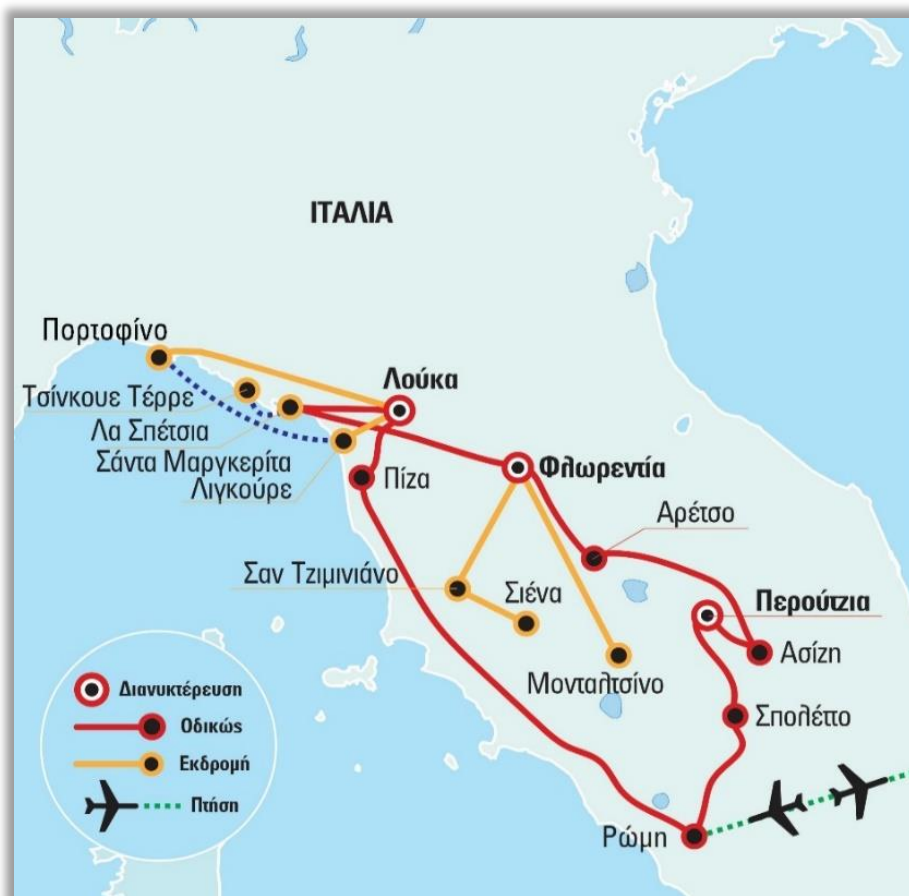 ΙΤΑΛΙΑ
Πορτοφίνο
Λούκα
Τσίνκουε Τέρρε
Λα Σπέτσια
Σάντα Μαργκερίτα
Λιγκούρε
Φλωρεντία
Πίζα
Αρέτσο
Σαν Τζιμινιάνο
Σιένα
Περούτζια
Ασίζη
Μονταλτσίνο
Σπολέττο
Ρώμη
Διανυκτέρευση
Οδικώς
Εκδρομή
Πτήση